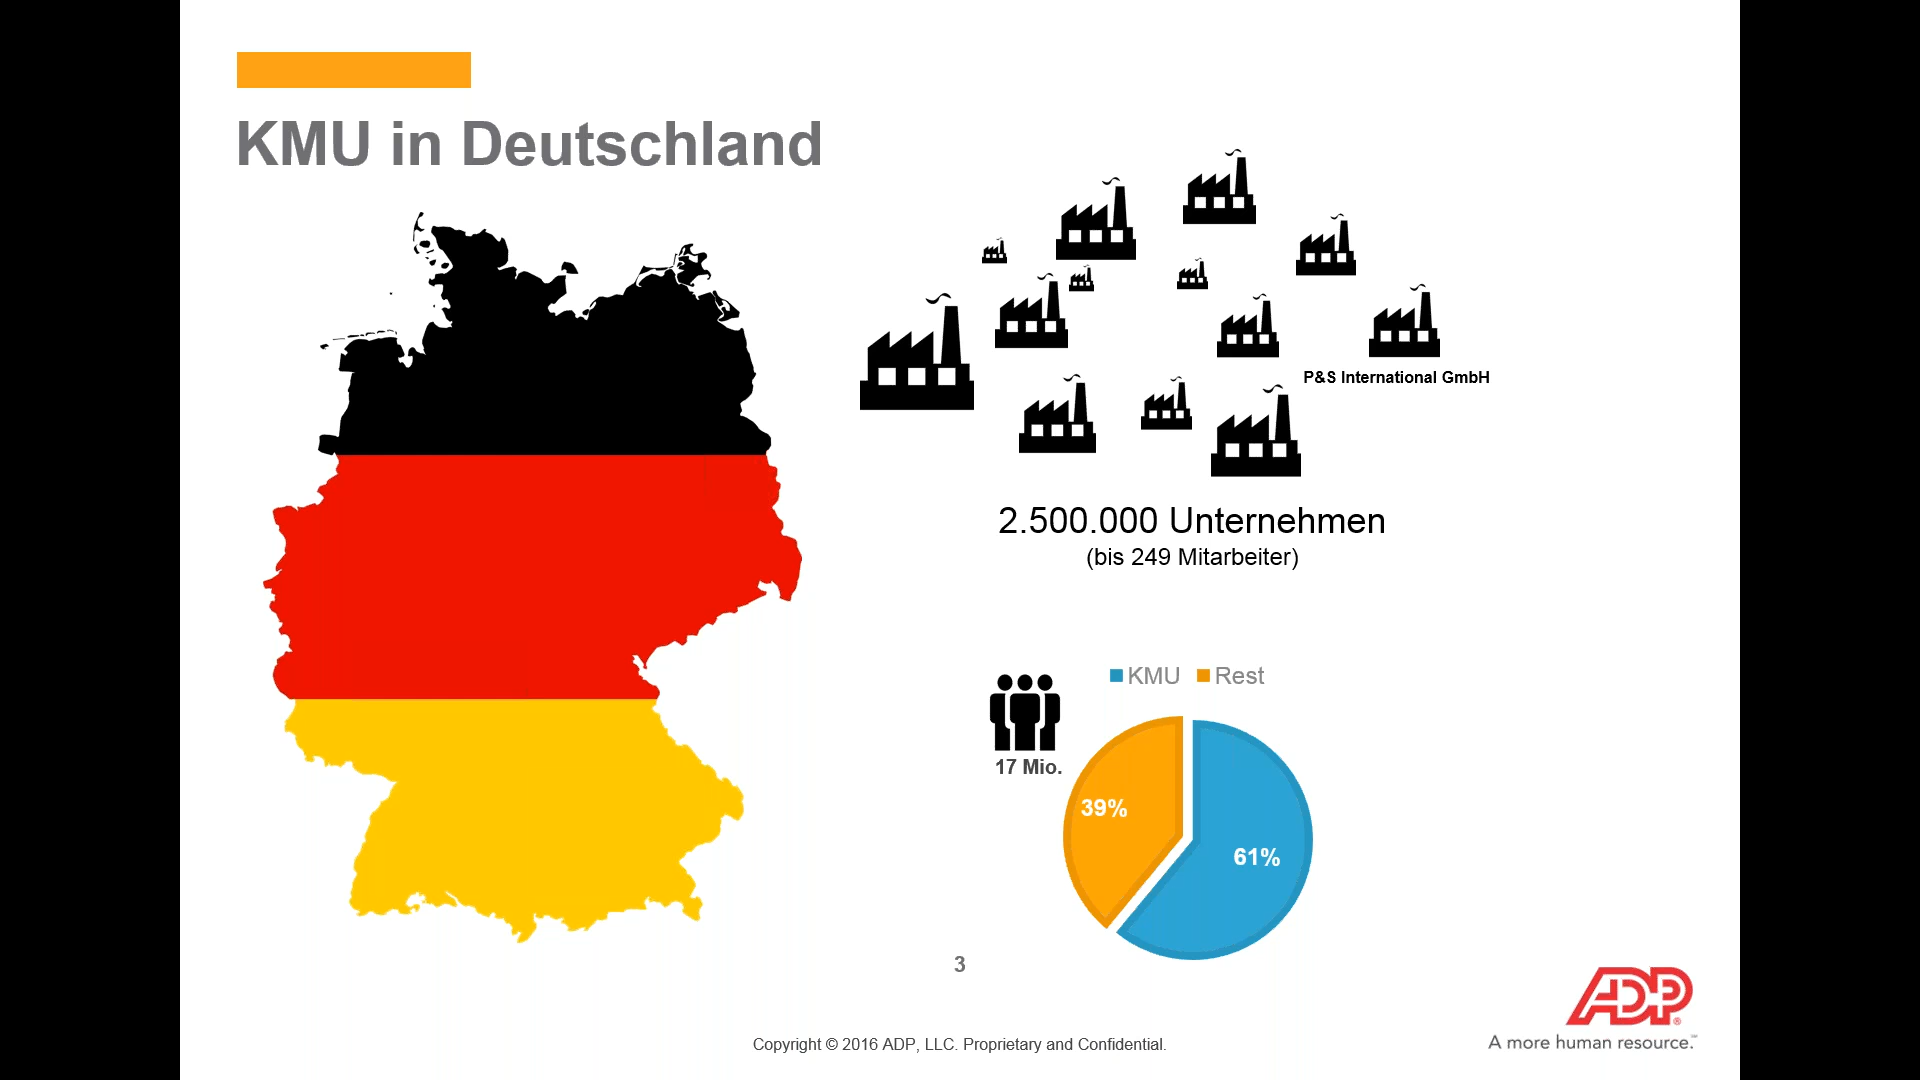 KMU in Deutschland
P&S International GmbH
2.500.000 Unternehmen
(bis 249 Mitarbeiter)
KMU Rest
17 Mio.
39%
61%
3
ADP®
A more human resource.™
Copyright © 2016 ADP, LLC. Proprietary and Confidential.